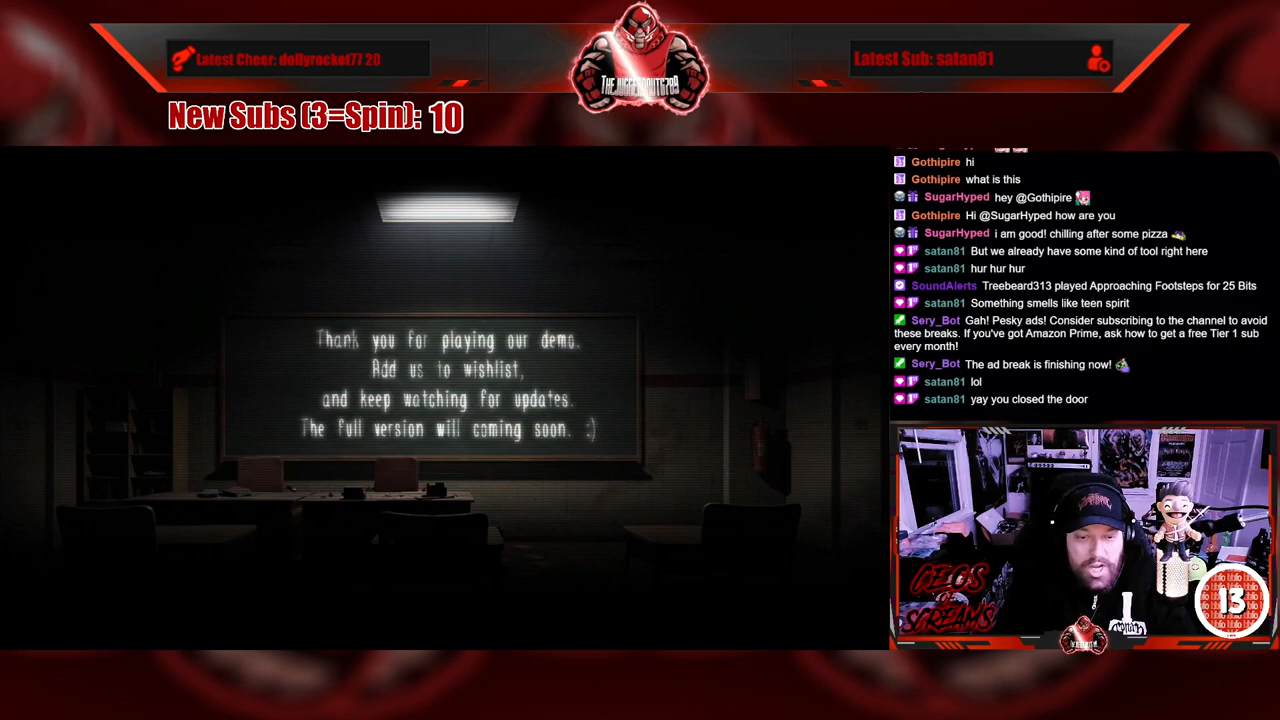 Latest Cheer: dollyrocket77 20
THEJUGGERNAUT6789
Latest Sub: satan81
New Subs (3=Spin): 10
Gothipire hi
Gothipire what is this
SugarHyped hey @Gothipire
Gothipire Hi @SugarHyped how are you
SugarHyped i am good! chilling after some pizza
satan81 But we already have some kind of tool right here
satan81 hur hur hur
SoundAlerts Treebeard313 played Approaching Footsteps for 25 Bits
satan81 Something smells like teen spirit
Sery_Bot Gah! Pesky ads! Consider subscribing to the channel to avoid
these breaks. If you've got Amazon Prime, ask how to get a free Tier 1 sub
every month!
Sery_Bot The ad break is finishing now!
satan81 lol
satan81 yay you closed the door
Thank you for playing our demo.
Add us to wishlist,
and keep watching for updates.
The full version will coming soon. :)
CEOS
OF
SCREAMS
13